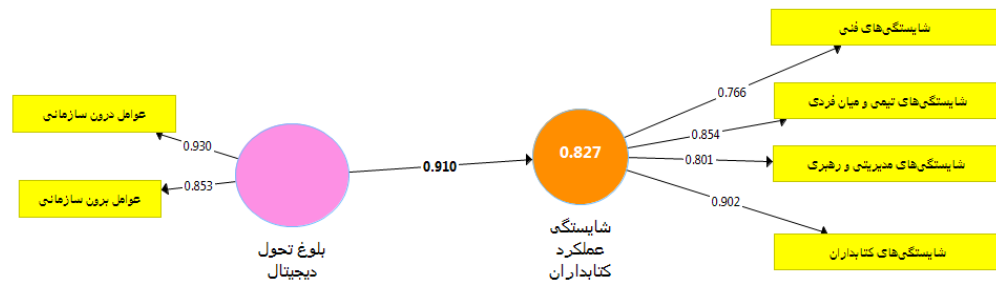 شایستگی‌های فنی
0.766
شایستگی‌های تیمی و میان فردی
عوامل درون سازمانی
0.854
0.930
0.827
0.910
0.801
شایستگی‌های مدیریتی و رهبری
0.853
عوامل برون سازمانی
0.902
شایستگی
عملکرد
کتابداران
بلوغ تحول
دیجیتال
شایستگی‌های کتابداران